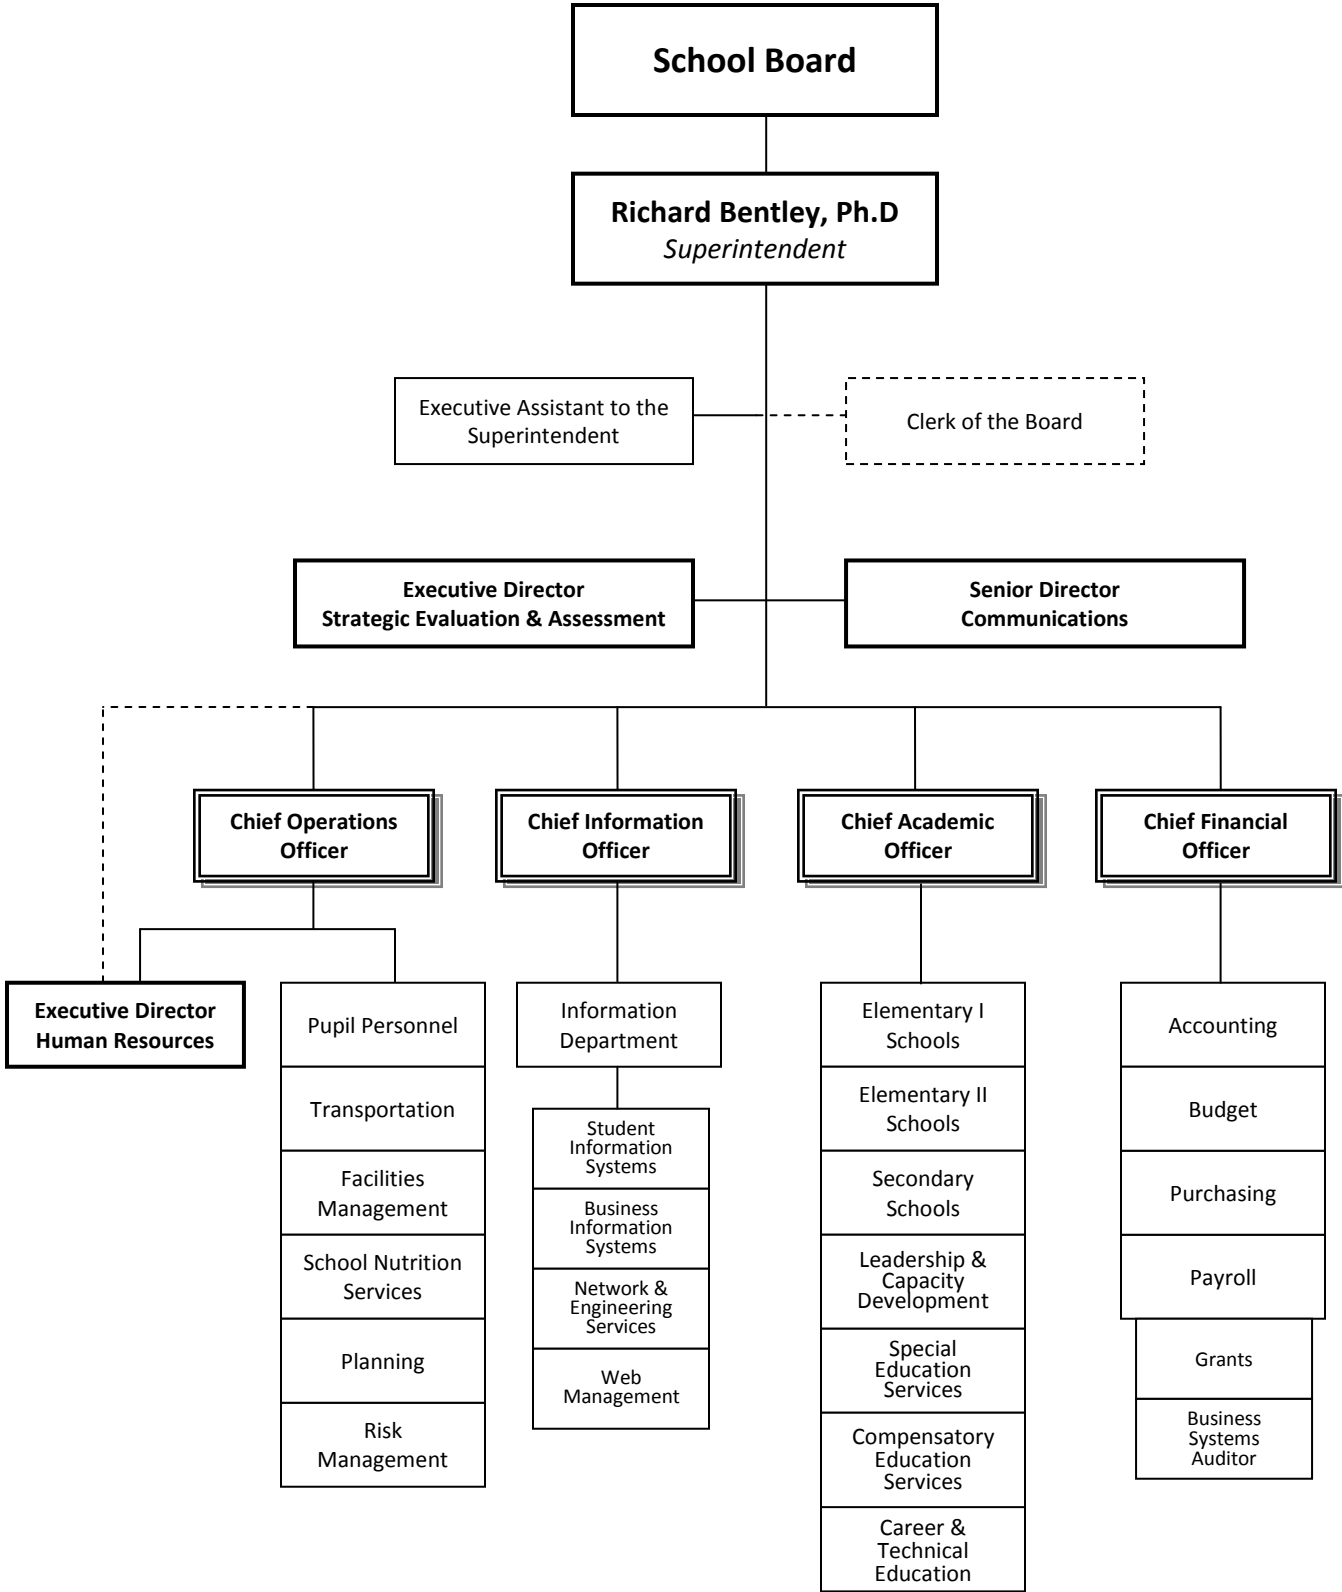 School Board
Richard Bentley, Ph.D
Superintendent
Executive Assistant to the
Superintendent
Clerk of the Board
Executive Director
Strategic Evaluation & Assessment
Senior Director
Communications
Chief Operations
Officer
Chief Information
Officer
Chief Academic
Officer
Chief Financial
Officer
Executive Director
Human Resources
Pupil Personnel
Transportation
Facilities
Management
School Nutrition
Services
Planning
Risk
Management
Information
Department
Student
Information
Systems
Business
Information
Systems
Network &
Engineering
Services
Web
Management
Elementary I
Schools
Elementary II
Schools
Secondary
Schools
Leadership &
Capacity
Development
Special
Education
Services
Compensatory
Education
Services
Career &
Technical
Education
Accounting
Budget
Purchasing
Payroll
Grants
Business
Systems
Auditor